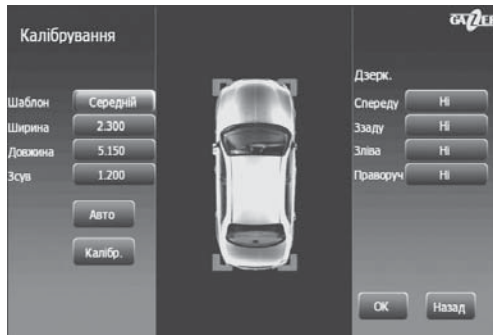 GAZER
Калібрування
Шаблон Середній
Ширина 2.300
Довжина 5.150
Зсув 1.200
Авто
Калібр.
Дзерк.
Спереду Ні
Ззаду Ні
Зліва Ні
Праворуч Ні
OK Назад